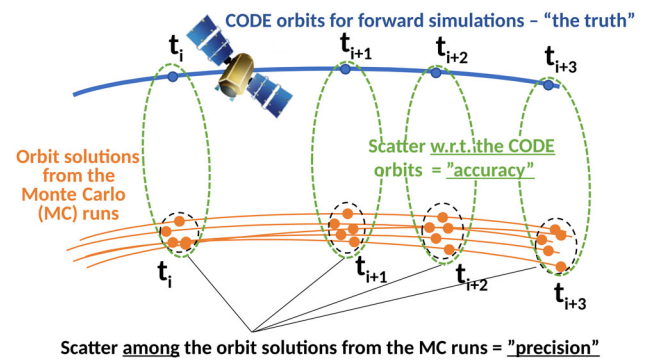 CODE orbits for forward simulations – “the truth”
ti
ti+1
ti+2
ti+3
Scatter w.r.t. the CODE
orbits = ”accuracy”
Orbit solutions
from the
Monte Carlo
(MC) runs
ti
ti+1
ti+2
ti+3
Scatter among the orbit solutions from the MC runs = ”precision”